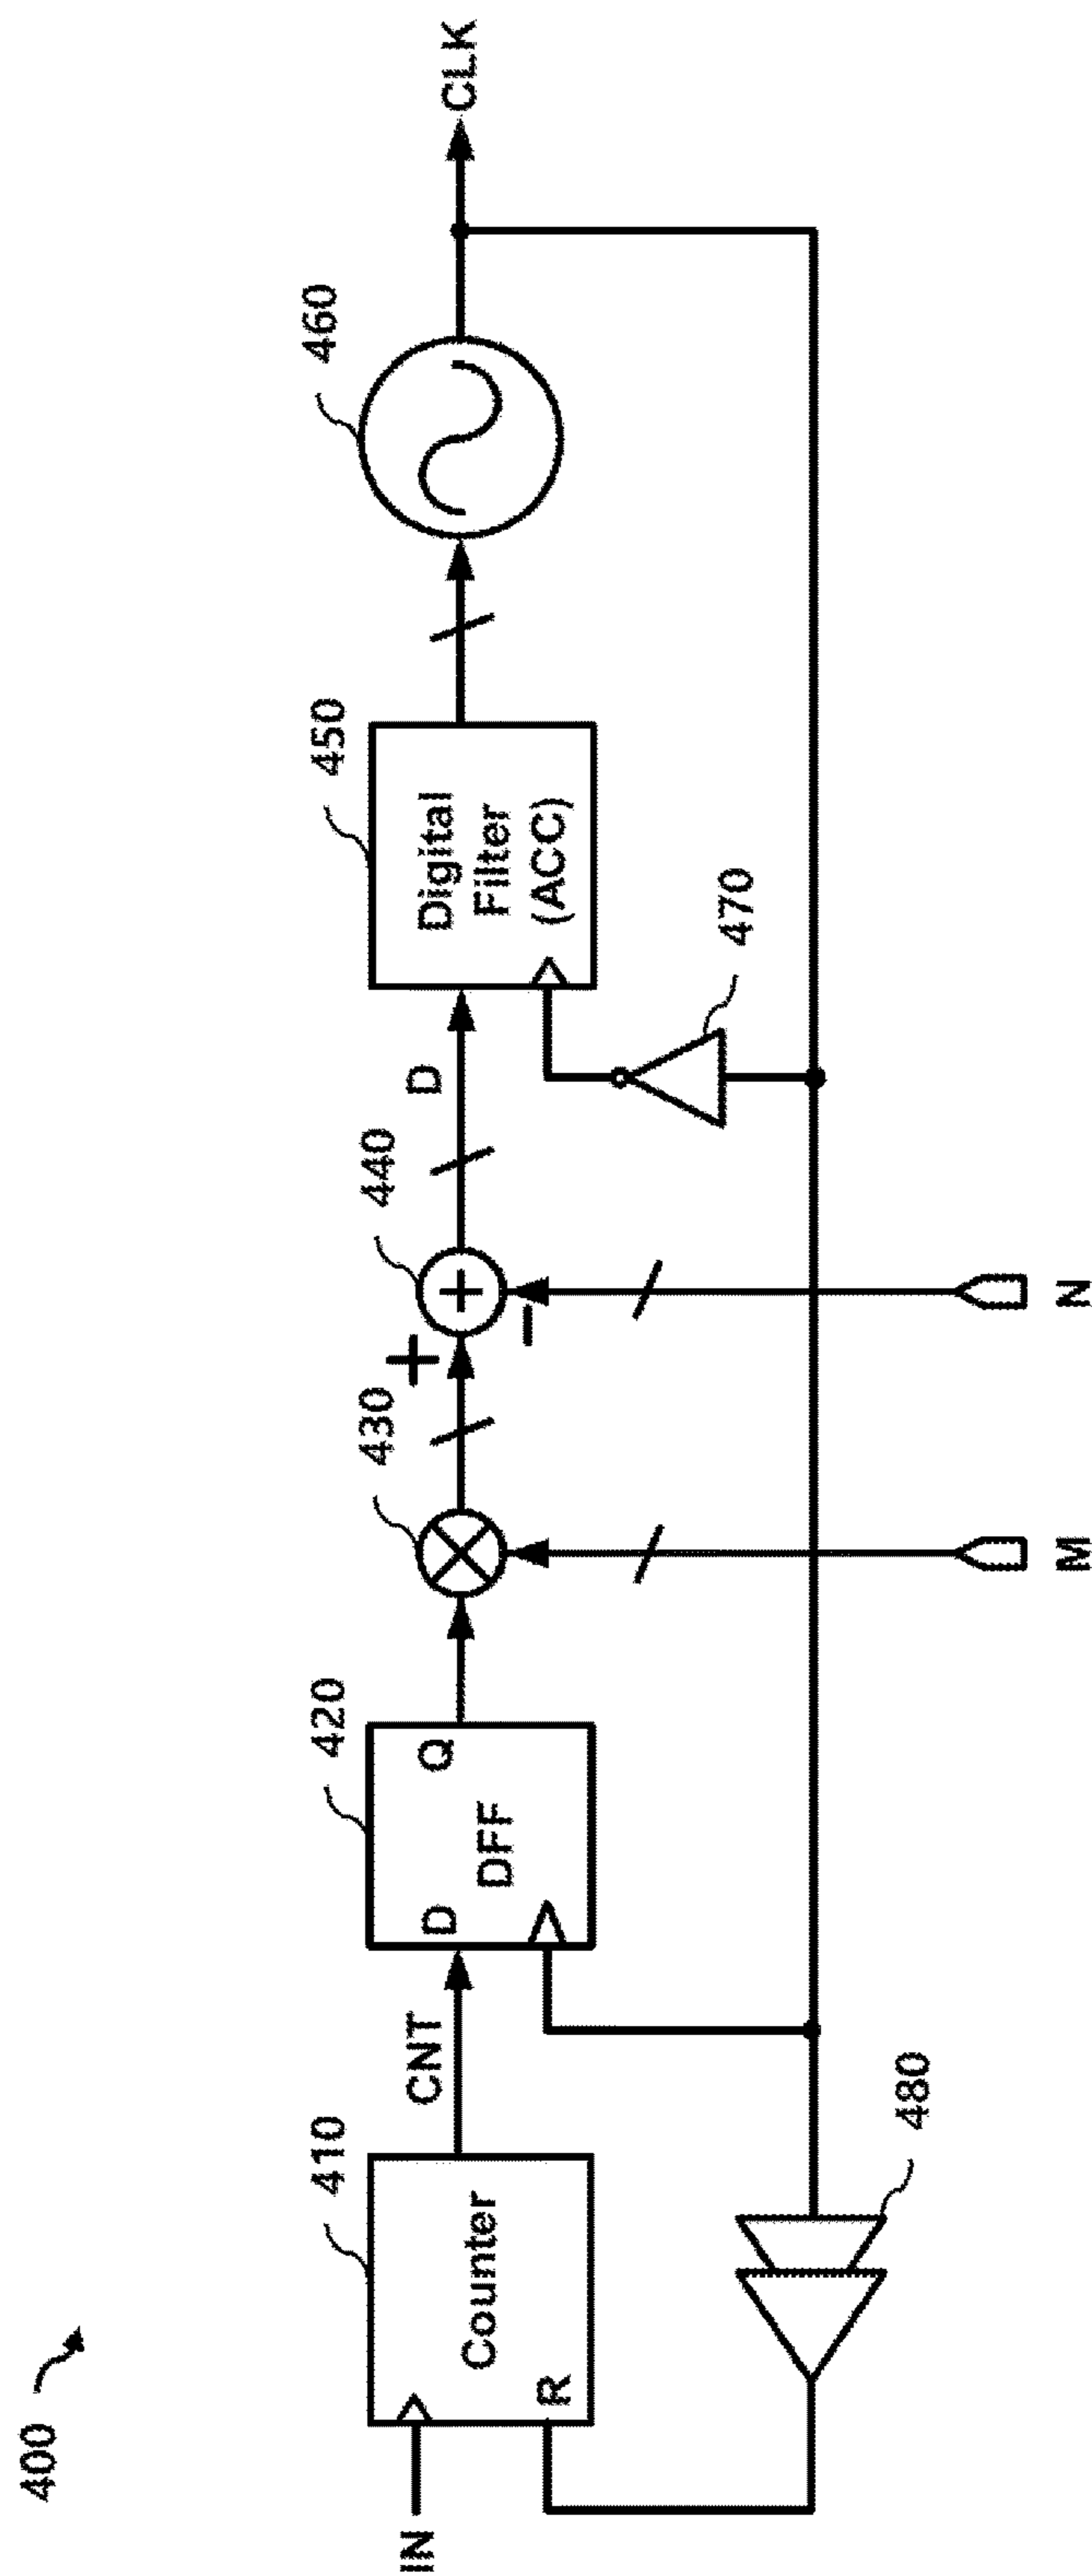 400
IN
410
Counter
R
CNT
420
D
Q
DFF
430
+
440
-
D
450
Digital
Filter
(ACC)
460
CLK
470
480
M
N